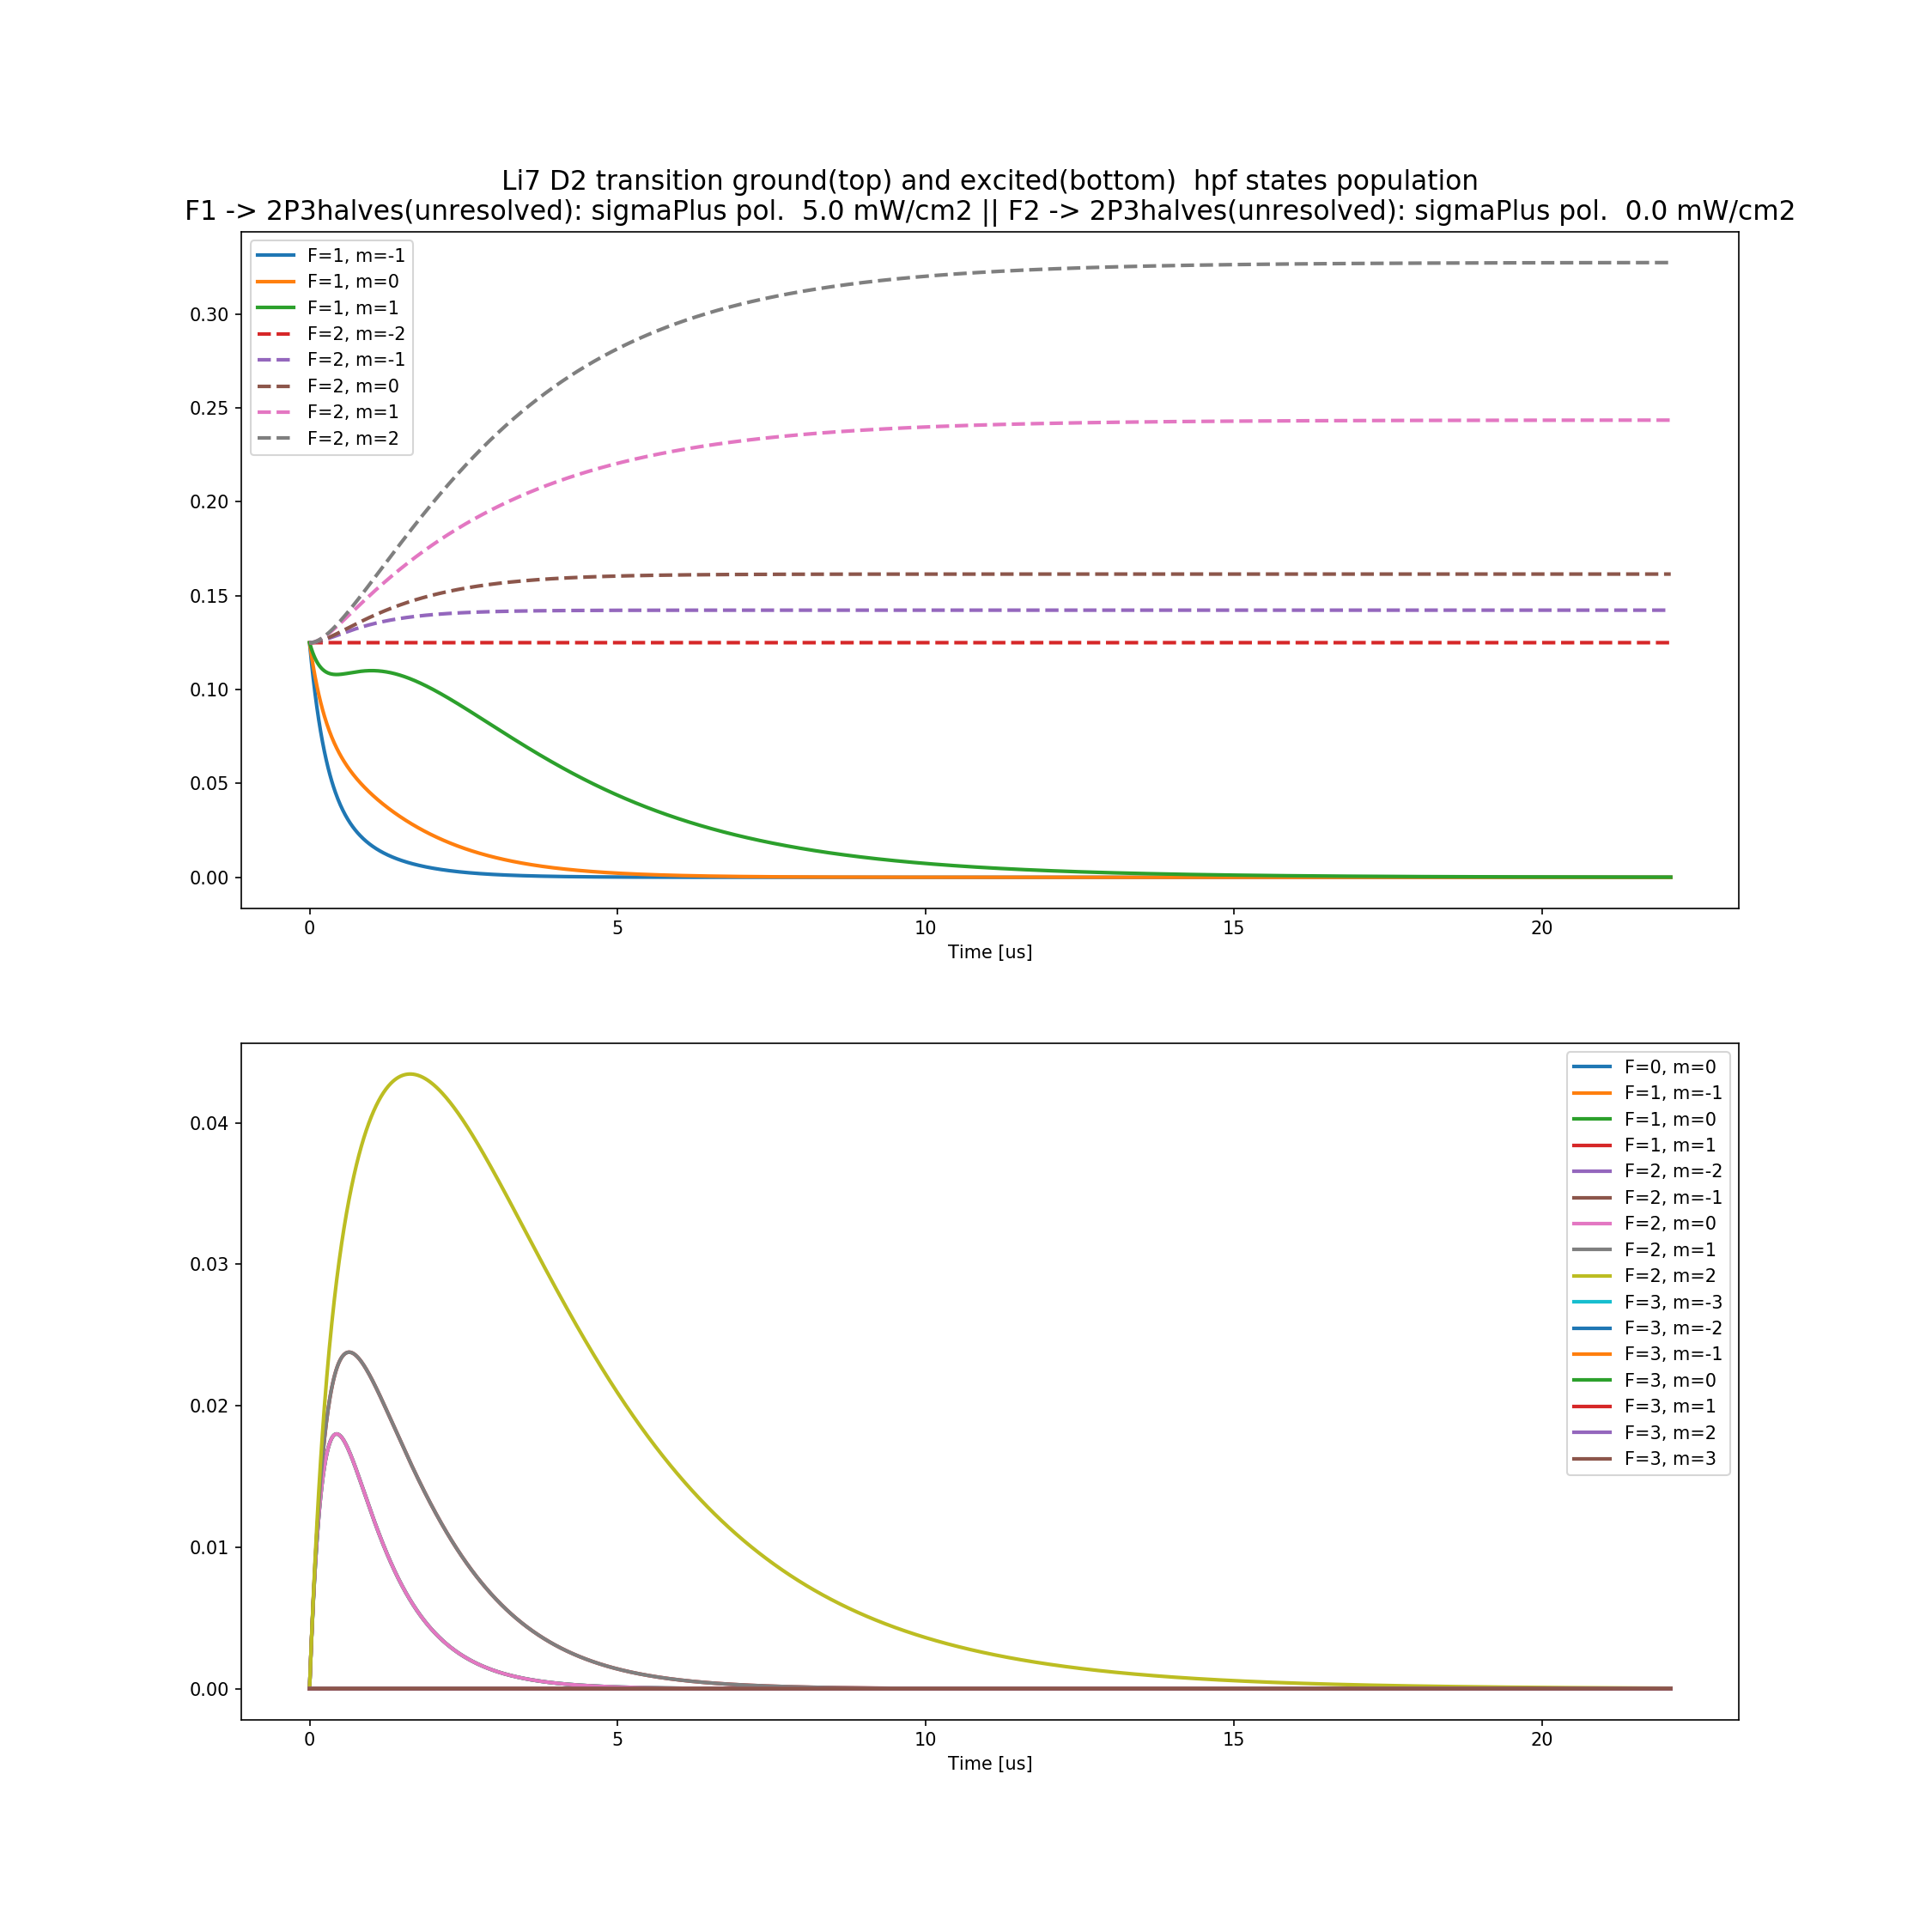 Li7 D2 transition ground(top) and excited(bottom)  hpf states population
F1 -> 2P3halves(unresolved): sigmaPlus pol.  5.0 mW/cm2 || F2 -> 2P3halves(unresolved): sigmaPlus pol.  0.0 mW/cm2
F=1, m=-1
F=1, m=0
F=1, m=1
F=2, m=-2
F=2, m=-1
F=2, m=0
F=2, m=1
F=2, m=2
0.30
0.25
0.20
0.15
0.10
0.05
0.00
0 5 10 15 20
Time [us]
F=0, m=0
F=1, m=-1
F=1, m=0
F=1, m=1
F=2, m=-2
F=2, m=-1
F=2, m=0
F=2, m=1
F=2, m=2
F=3, m=-3
F=3, m=-2
F=3, m=-1
F=3, m=0
F=3, m=1
F=3, m=2
F=3, m=3
0.04
0.03
0.02
0.01
0.00
0 5 10 15 20
Time [us]